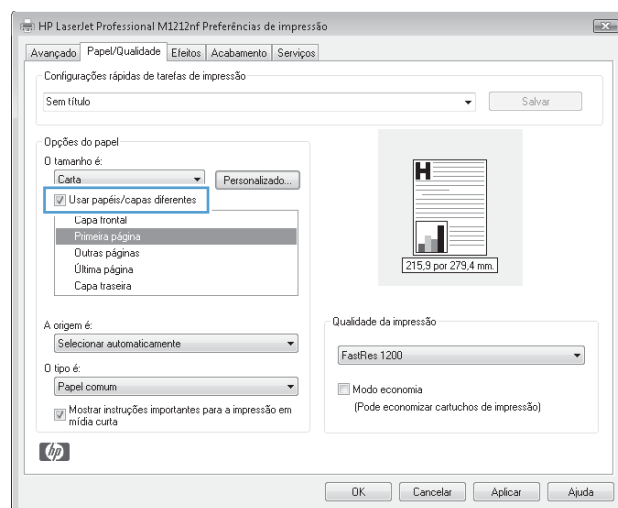 HP LaserJet Professional M1212nf Preferências de impressão
Avançado Papel/Qualidade Efeitos Acabamento Serviços
Configurações rápidas de tarefas de impressão
Sem título Salvar
Opções do papel
O tamanho é:
Carta Personalizado...
Usar papéis/capas diferentes
Capa frontal
Primeira página
Outras páginas
Última página
Capa traseira
H
215,9 por 279,4 mm.
A origem é:
Selecionar automaticamente
O tipo é:
Papel comum
Mostrar instruções importantes para a impressão em
mídia curta
Qualidade da impressão
FastRes 1200
Modo economia
(Pode economizar cartuchos de impressão)
hp
OK Cancelar Aplicar Ajuda